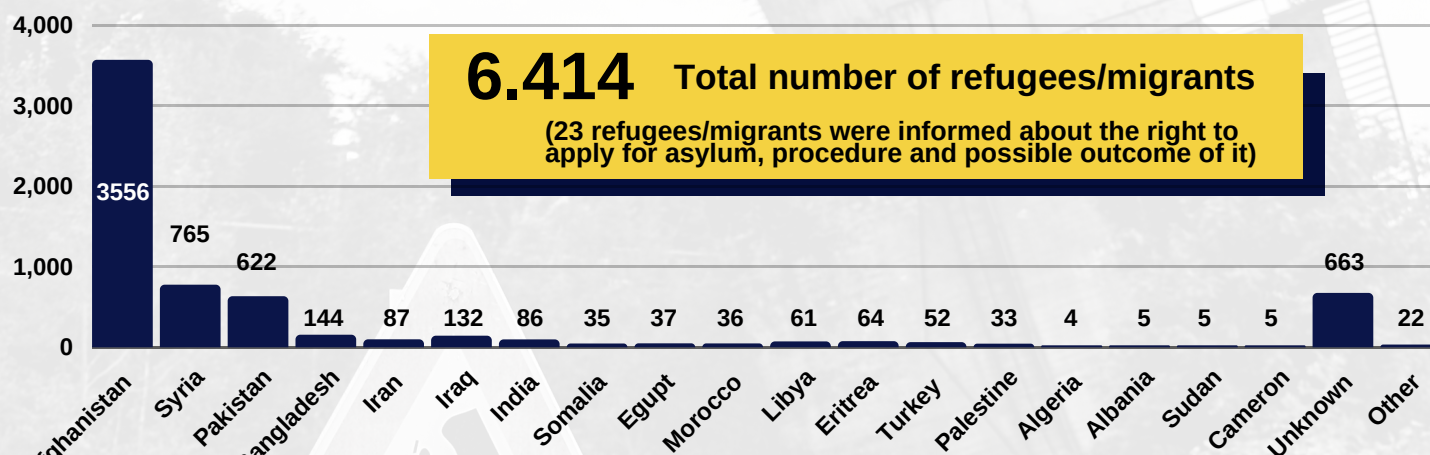 4,000
3,000
2,000
1,000
0
6.414 Total number of refugees/migrants
(23 refugees/migrants were informed about the right to
apply for asylum, procedure and possible outcome of it)
3556
765
622
144
87
132
86
35
37
36
61
64
52
33
4
5
5
5
663
22
fghanistan
Syria
Pakistan
angladesh
Iran
Iraq
India
Somalia
Egupt
Morocco
Libya
Eritrea
Turkey
Palestine
Algeria
Albania
Sudan
Cameron
Unknown
Other